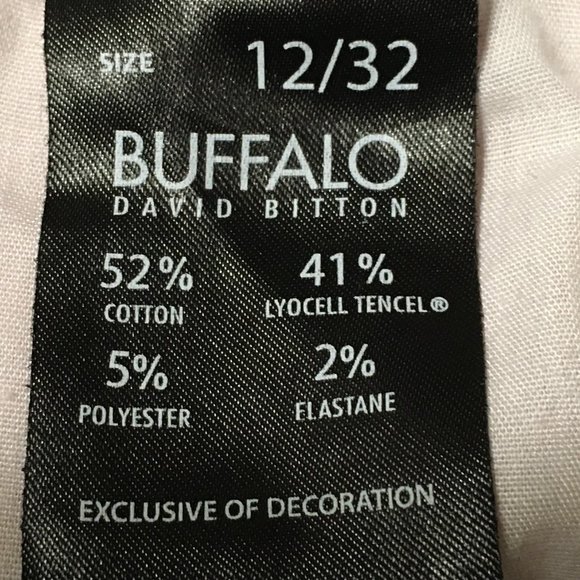 SIZE 12/32
BUFFALO
DAVID BITTON
52% 41%
COTTON LYOCELL TENCEL®
5% 2%
POLYESTER ELASTANE
EXCLUSIVE OF DECORATION